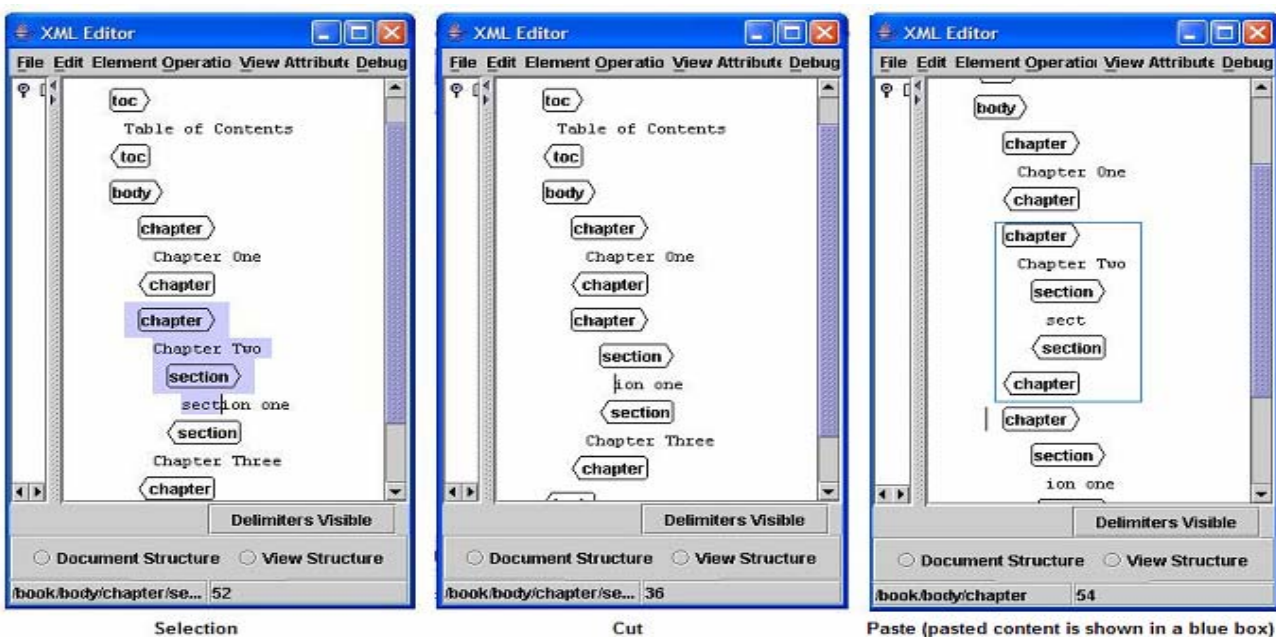 XML Editor
File Edit Element Operatio View Attribute Debug
toc
Table of Contents
toc
body
chapter
Chapter One
chapter
chapter
Chapter Two
section
section one
section
Chapter Three
chapter
Delimiters Visible
Document Structure View Structure
/book/body/chapter/se... 52
Selection
XML Editor
File Edit Element Operatio View Attribute Debug
toc
Table of Contents
toc
body
chapter
Chapter One
chapter
chapter
section
ion one
section
Chapter Three
chapter
Delimiters Visible
Document Structure View Structure
/book/body/chapter/se... 36
Cut
XML Editor
File Edit Element Operatio View Attribute Debug
body
chapter
Chapter One
chapter
chapter
Chapter Two
section
sect
section
chapter
chapter
section
ion one
Delimiters Visible
Document Structure View Structure
/book/body/chapter 54
Paste (pasted content is shown in a blue box)